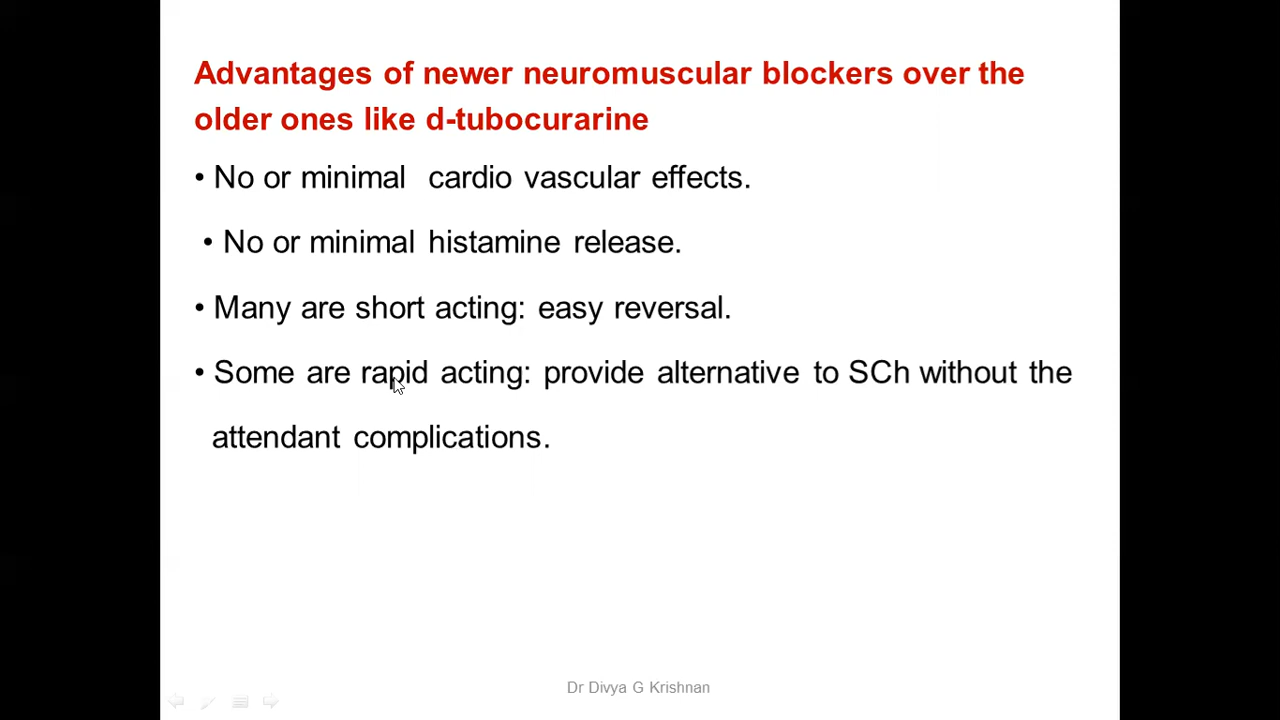 Advantages of newer neuromuscular blockers over the
older ones like d-tubocurarine
• No or minimal cardio vascular effects.
• No or minimal histamine release.
• Many are short acting: easy reversal.
• Some are rapid acting: provide alternative to SCh without the
attendant complications.
Dr Divya G Krishnan